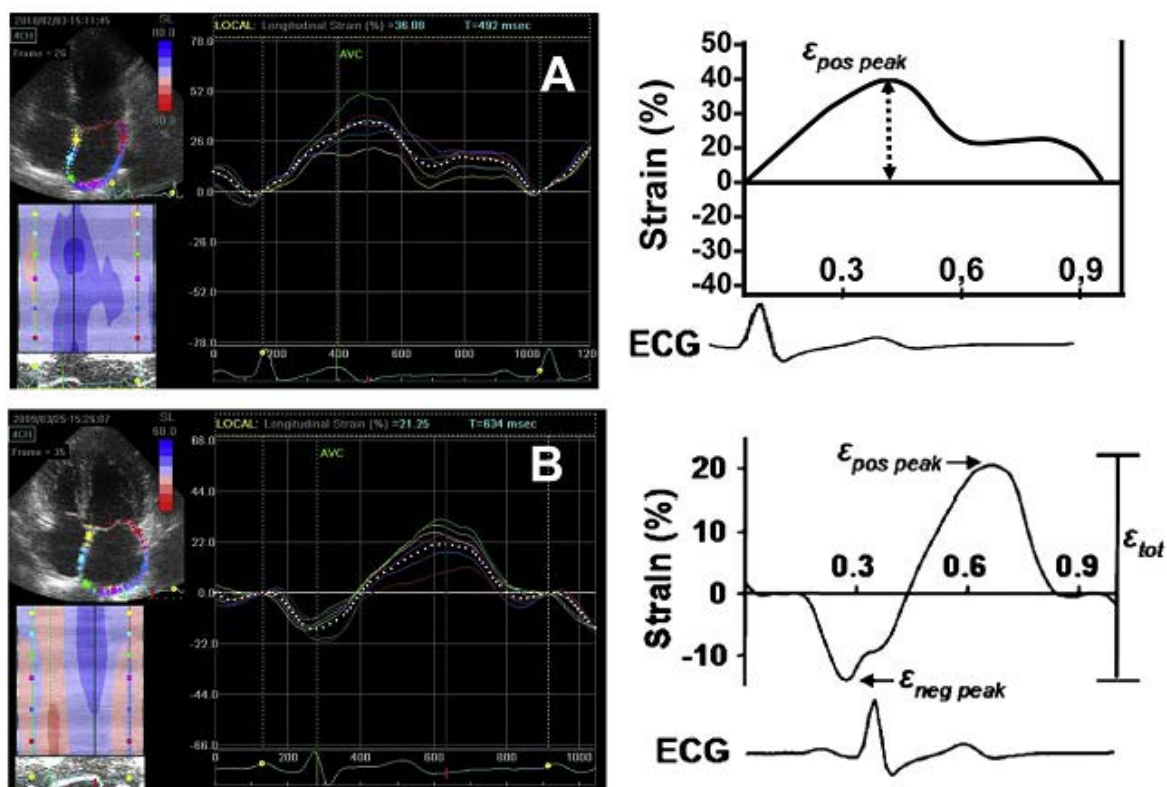 2010/02/03-15:11:45
SL
LOCAL: Longitudinal Strain (%) =36.08 T=492 msec
4CH
80.0
78.0
AVC
A
Frame = 26
52.0
26.0
80.0
0.0
-26.0
-52.0
-78.0
0 200 400 600 800 1000 120
50
40
30
20
10
0
-10
-20
-30
-40
Strain (%)
εpos peak
0.3 0,6 0,9
ECG
2009/03/25-15:26:07
SL
LOCAL: Longitudinal Strain (%) =21.25 T=634 msec
4CH
60.0
66.0
AVC
B
Frame = 35
44.0
22.0
0.0
-22.0
-44.0
-66.0
0 200 400 600 800 1000
20
10
0
-10
Strain (%)
εpos peak
εtot
0.3 0.6 0.9
εneg peak
ECG